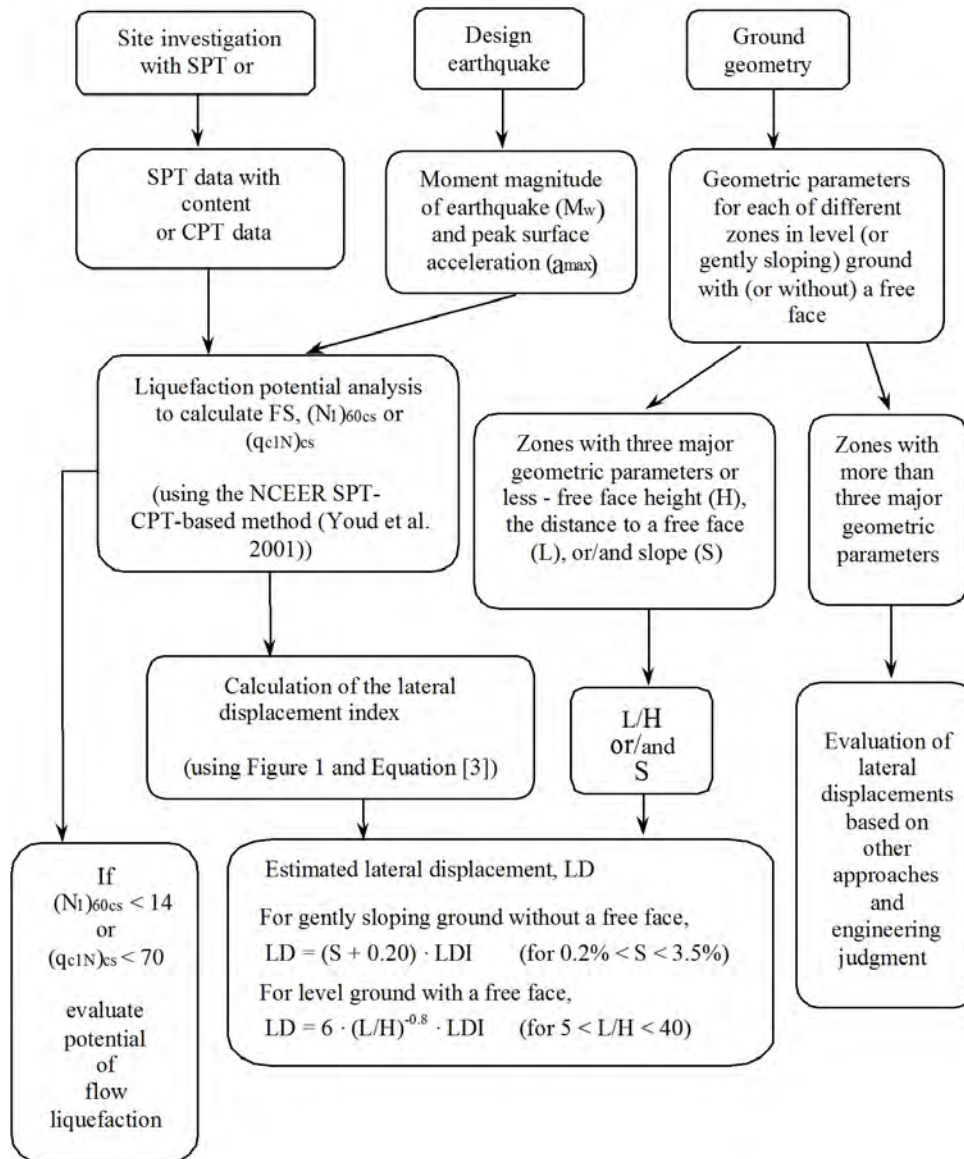 Site investigation
with SPT or
Design
earthquake
Ground
geometry
SPT data with
content
or CPT data
Moment magnitude
of earthquake (Mw)
and peak surface
acceleration (amax)
Geometric parameters
for each of different
zones in level (or
gently sloping) ground
with (or without) a free
face
Liquefaction potential analysis
to calculate FS, (N1)60cs or
(qc1N)cs
(using the NCEER SPT-
CPT-based method (Youd et al.
2001))
Zones with three major
geometric parameters or
less - free face height (H),
the distance to a free face
(L), or/and slope (S)
Zones with
more than
three major
geometric
parameters
Calculation of the lateral
displacement index
(using Figure 1 and Equation [3])
L/H
or/and
S
Evaluation of
lateral
displacements
based on
other
approaches
and
engineering
judgment
If
(N1)60cs < 14
or
(qc1N)cs < 70
evaluate
potential
of
flow
liquefaction
Estimated lateral displacement, LD
For gently sloping ground without a free face,
LD = (S + 0.20) · LDI (for 0.2% < S < 3.5%)
For level ground with a free face,
LD = 6 · (L/H)-0.8 · LDI (for 5 < L/H < 40)